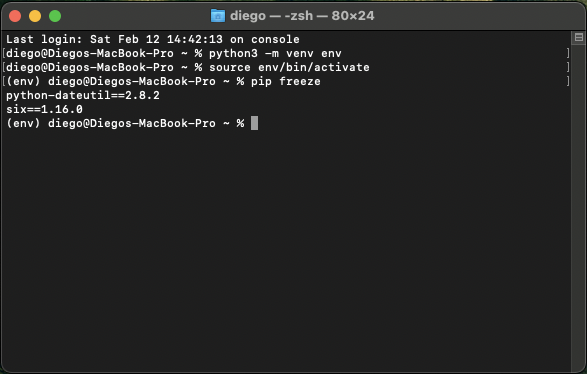 diego — -zsh — 80×24
Last login: Sat Feb 12 14:42:13 on console
[diego@Diegos-MacBook-Pro ~ % python3 -m venv env ]
[diego@Diegos-MacBook-Pro ~ % source env/bin/activate ]
[(env) diego@Diegos-MacBook-Pro ~ % pip freeze ]
python-dateutil==2.8.2
six==1.16.0
(env) diego@Diegos-MacBook-Pro ~ %